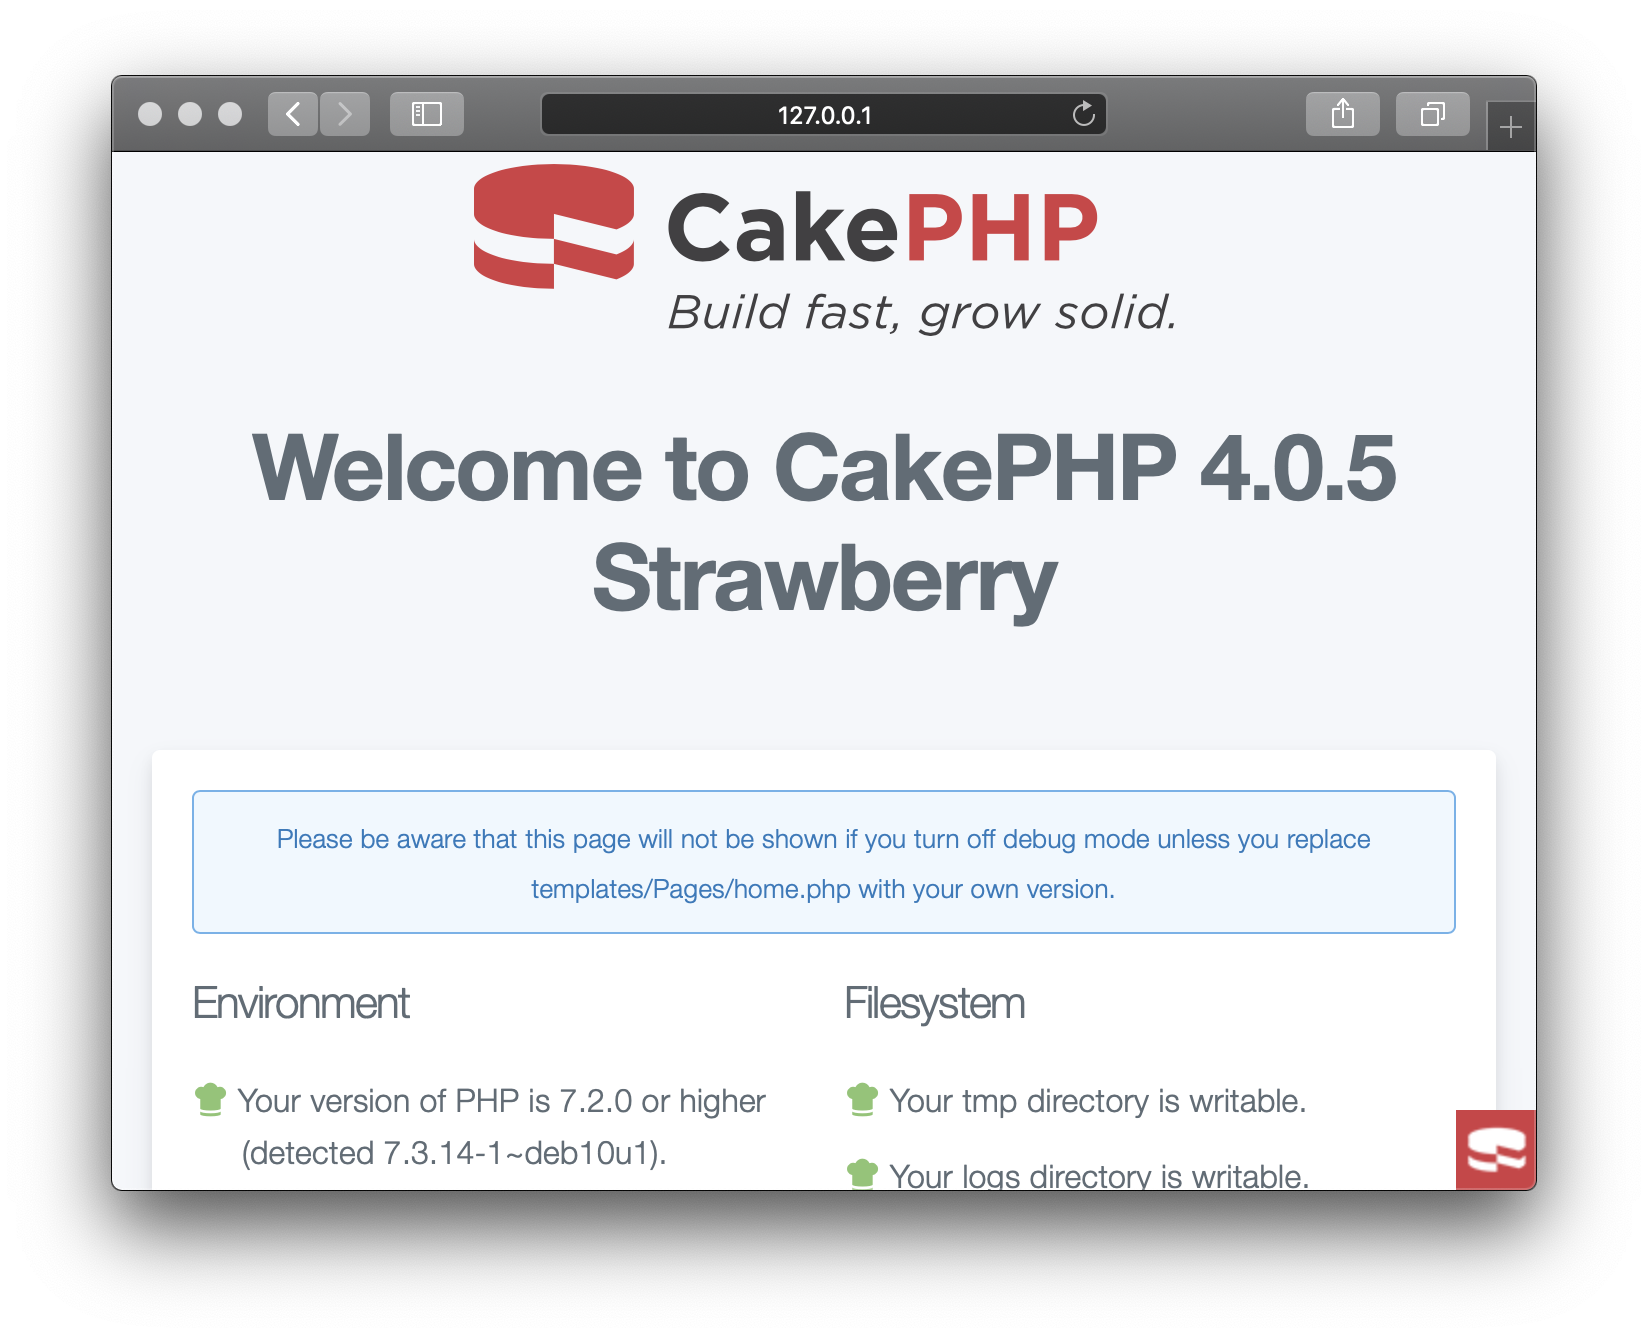 127.0.0.1
CakePHP
Build fast, grow solid.
Welcome to CakePHP 4.0.5
Strawberry
Please be aware that this page will not be shown if you turn off debug mode unless you replace
templates/Pages/home.php with your own version.
Environment
Your version of PHP is 7.2.0 or higher
(detected 7.3.14-1~deb10u1).
Filesystem
Your tmp directory is writable.
Your logs directory is writable.